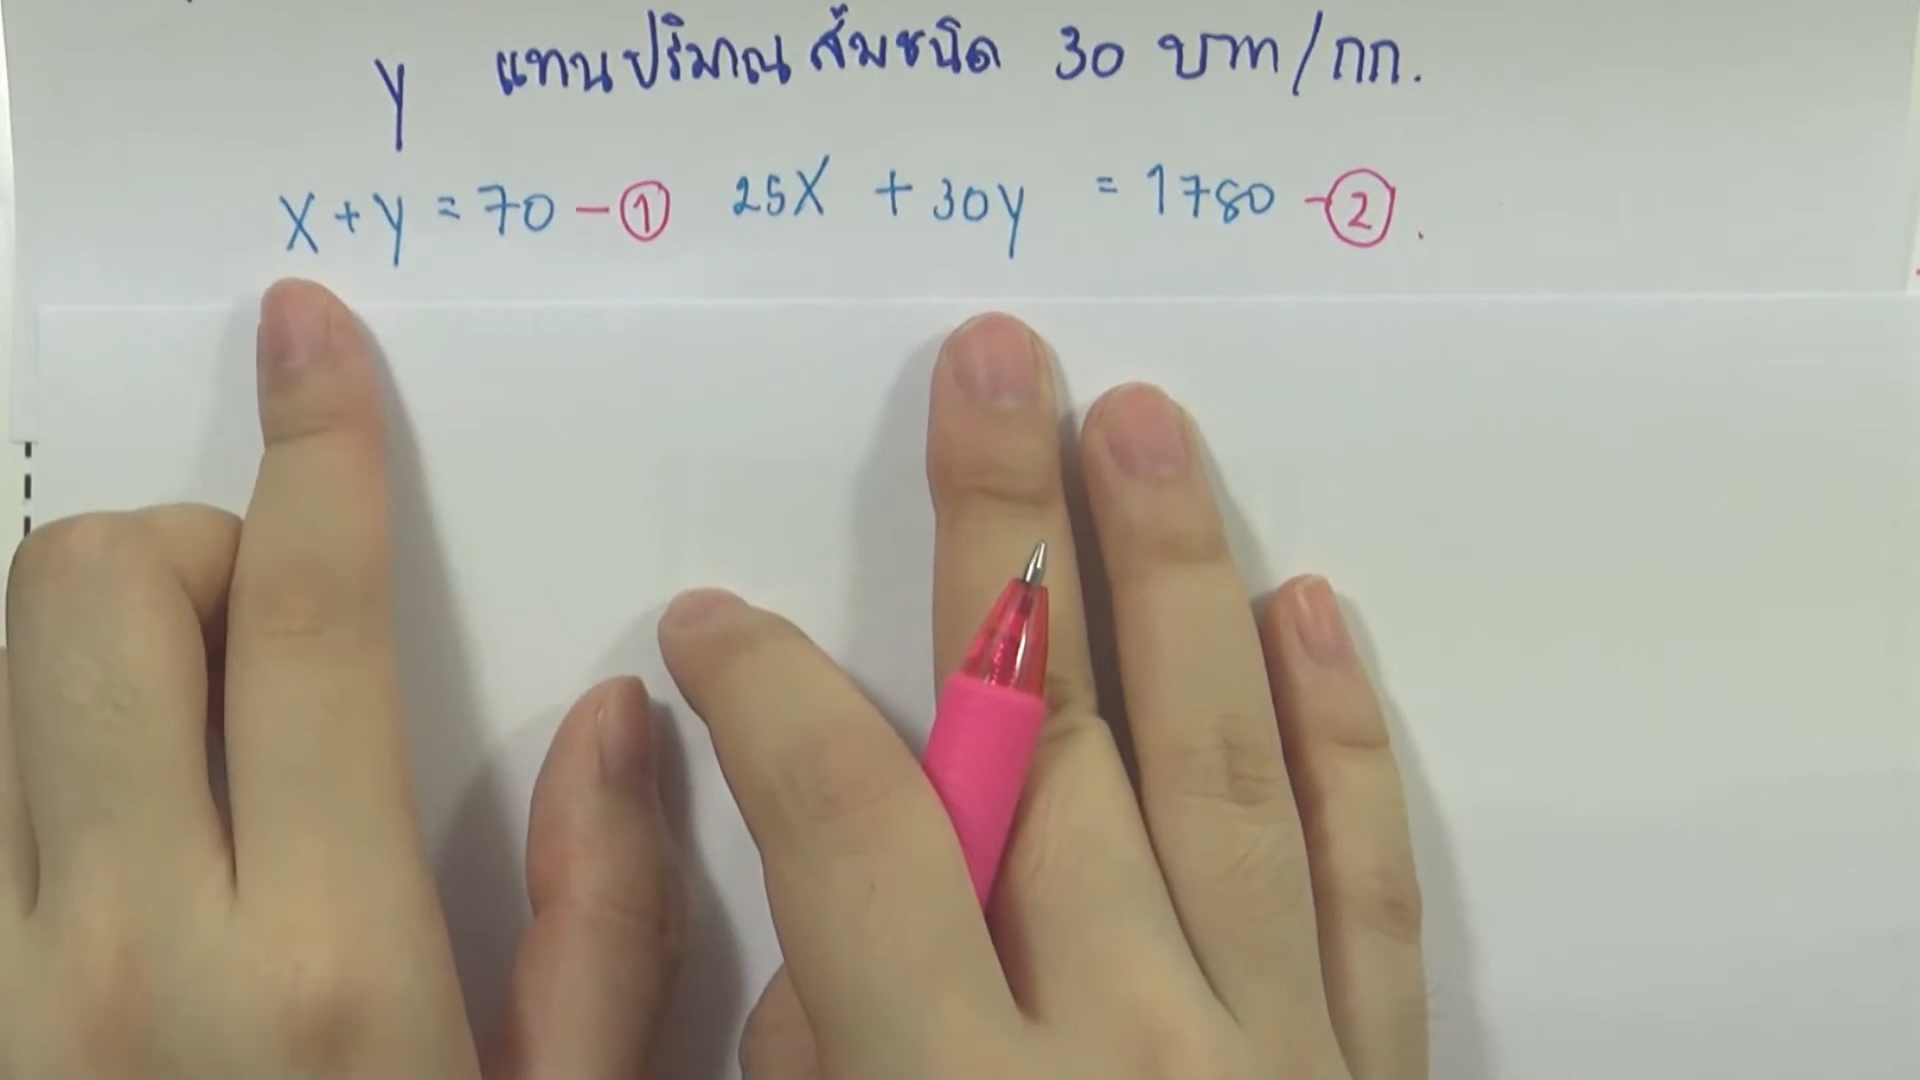 y แทนปริมาณส้มชนิด 30 บาท/กก.
x + y = 70 - ① 25x + 30y = 1780 - ② .